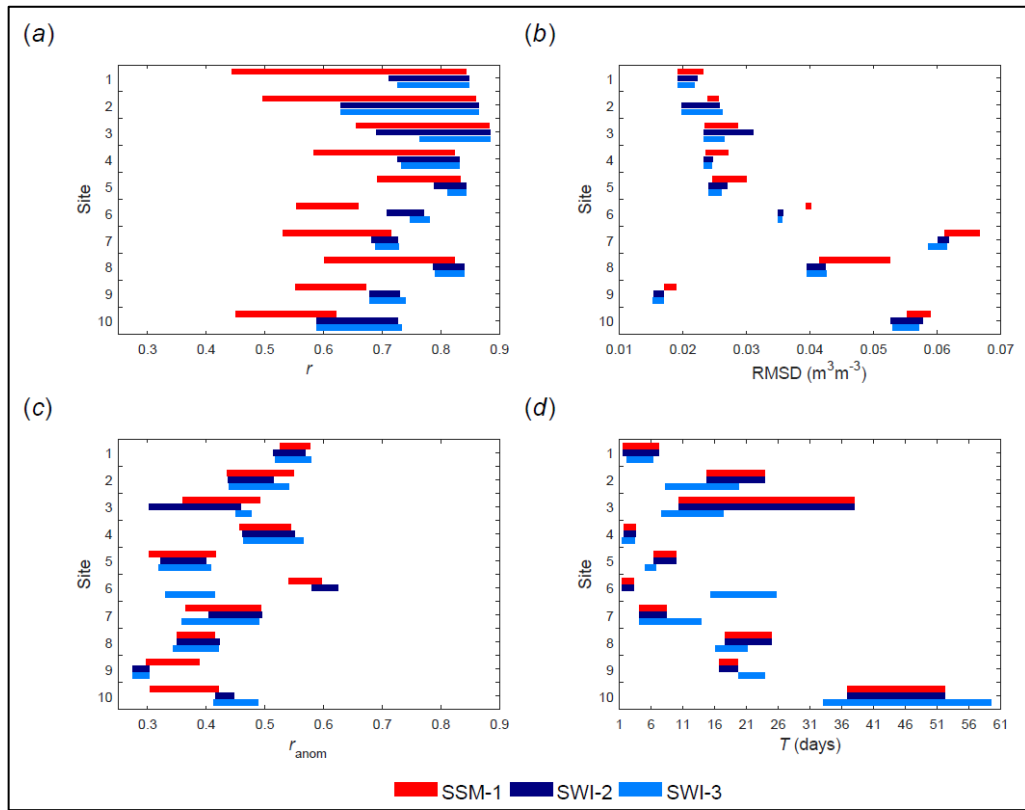 (a)
(b)
Site
1
2
3
4
5
6
7
8
9
10
0.3 0.4 0.5 0.6 0.7 0.8 0.9
r
Site
1
2
3
4
5
6
7
8
9
10
0.01 0.02 0.03 0.04 0.05 0.06 0.07
RMSD (m³m⁻³)
(c)
(d)
Site
1
2
3
4
5
6
7
8
9
10
0.3 0.4 0.5 0.6 0.7 0.8 0.9
r_anom
Site
1
2
3
4
5
6
7
8
9
10
1 6 11 16 21 26 31 36 41 46 51 56 61
T (days)
SSM-1 SWI-2 SWI-3